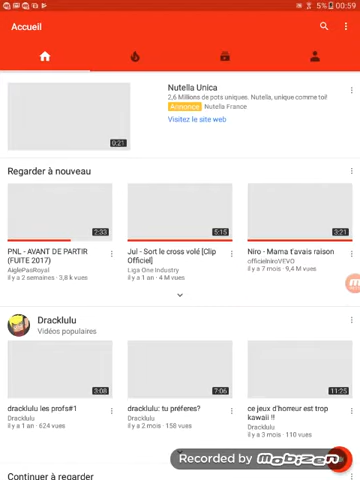 5% 00:59
Accueil
0:21
Nutella Unica
2,6 Millions de pots uniques. Nutella, unique comme toi!
Annonce Nutella France
Visitez le site web
Regarder à nouveau
2:33
5:15
3:21
PNL - AVANT DE PARTIR (FUITE 2017)
AiglePasRoyal
il y a 2 semaines · 3,8 k vues
Jul - Sort le cross volé [Clip Officiel]
Liga One Industry
il y a 1 an · 4 M vues
Niro - Mama t'avais raison
officielniroVEVO
il y a 7 mois · 9,4 M vues
Dracklulu
Vidéos populaires
3:08
7:06
11:25
dracklulu les profs#1
Dracklulu
il y a 1 an · 624 vues
dracklulu: tu préferes?
Dracklulu
il y a 2 mois · 158 vues
ce jeux d'horreur est trop kawaii !!
Dracklulu
il y a 3 mois · 110 vues
Continuer à regarder
Recorded by Mobizen